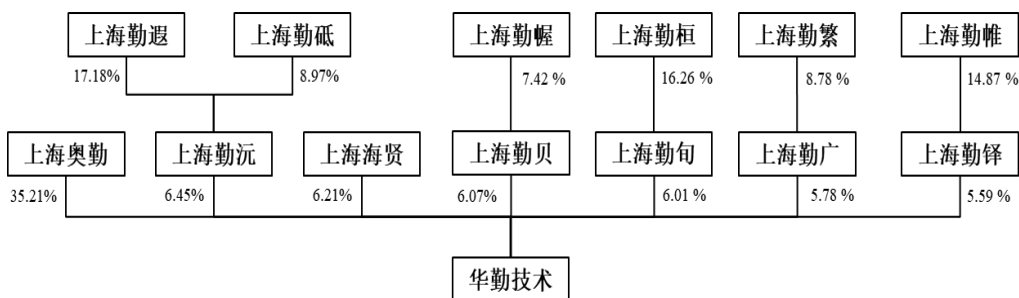 上海勤遐
上海勤砥
上海勤幄
上海勤桓
上海勤繁
上海勤帷
17.18%
8.97%
7.42 %
16.26 %
8.78 %
14.87 %
上海奥勤
上海勤沅
上海海贤
上海勤贝
上海勤旬
上海勤广
上海勤铎
35.21%
6.45%
6.21%
6.07%
6.01 %
5.78 %
5.59 %
华勤技术